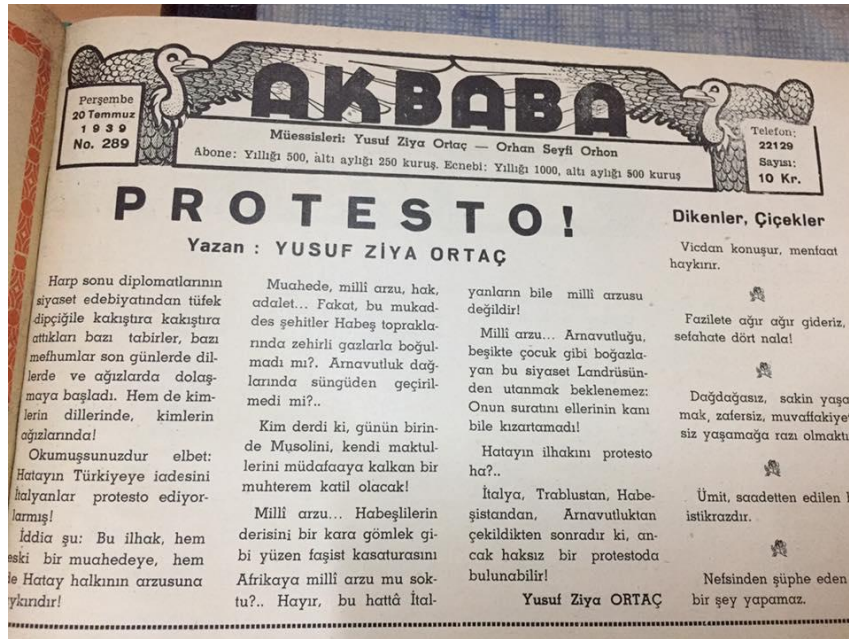 AKBABA
Perşembe
20 Temmuz
1939
No. 289
Müessisleri: Yusuf Ziya Ortaç — Orhan Seyfi Orhon
Abone: Yıllığı 500, altı aylığı 250 kuruş. Ecnebi: Yıllığı 1000, altı aylığı 500 kuruş
Telefon:
22129
Sayısı:
10 Kr.
PROTESTO!
Yazan : YUSUF ZİYA ORTAÇ
Harp sonu diplomatlarının
siyaset edebiyatından tüfek
dipçiğile kakıştıra kakıştıra
attıkları bazı tabirler, bazı
mefhumlar son günlerde dil-
lerde ve ağızlarda dolaş-
maya başladı. Hem de kim-
lerin dillerinde, kimlerin
ağızlarında!
Okumuşsunuzdur elbet:
Hatayın Türkiyeye iadesini
İtalyanlar protesto ediyor-
larmış!
İddia şu: Bu ilhak, hem
eski bir muahedeye, hem
de Hatay halkının arzusuna
ykırıdır!
Muahede, millî arzu, hak,
adalet... Fakat, bu mukad-
des şehitler Habeş toprakla-
rında zehirli gazlarla boğul-
madı mı?. Arnavutluk dağ-
larında süngüden geçiril-
medi mi?..
Kim derdi ki, günün birin-
de Musolini, kendi maktul-
lerini müdafaaya kalkan bir
muhterem katil olacak!
Millî arzu... Habeşlilerin
derisini bir kara gömlek gi-
bi yüzen faşist kasaturasını
Afrikaya millî arzu mu sok-
tu?.. Hayır, bu hattâ İtal-
yanların bile millî arzusu
değildir!
Millî arzu... Arnavutluğu,
beşikte çocuk gibi boğazla-
yan bu siyaset Landrüsün-
den utanmak beklenemez:
Onun suratını ellerinin kanı
bile kızartamadı!
Hatayın ilhakını protesto
ha?..
İtalya, Trablustan, Habe-
şistandan, Arnavutluktan
çekildikten sonradır ki, an-
cak haksız bir protestoda
bulunabilir!
Yusuf Ziya ORTAÇ
Dikenler, Çiçekler
Vicdan konuşur, menfaat
haykırır.
Fazilete ağır ağır gideriz,
sefahate dört nala!
Dağdağasız, sakin yaşa
mak, zafersiz, muvaffakiyet
siz yaşamağa razı olmaktı
Ümit, saadetten edilen
istikrazdır.
Nefsinden şüphe eden
bir şey yapamaz.